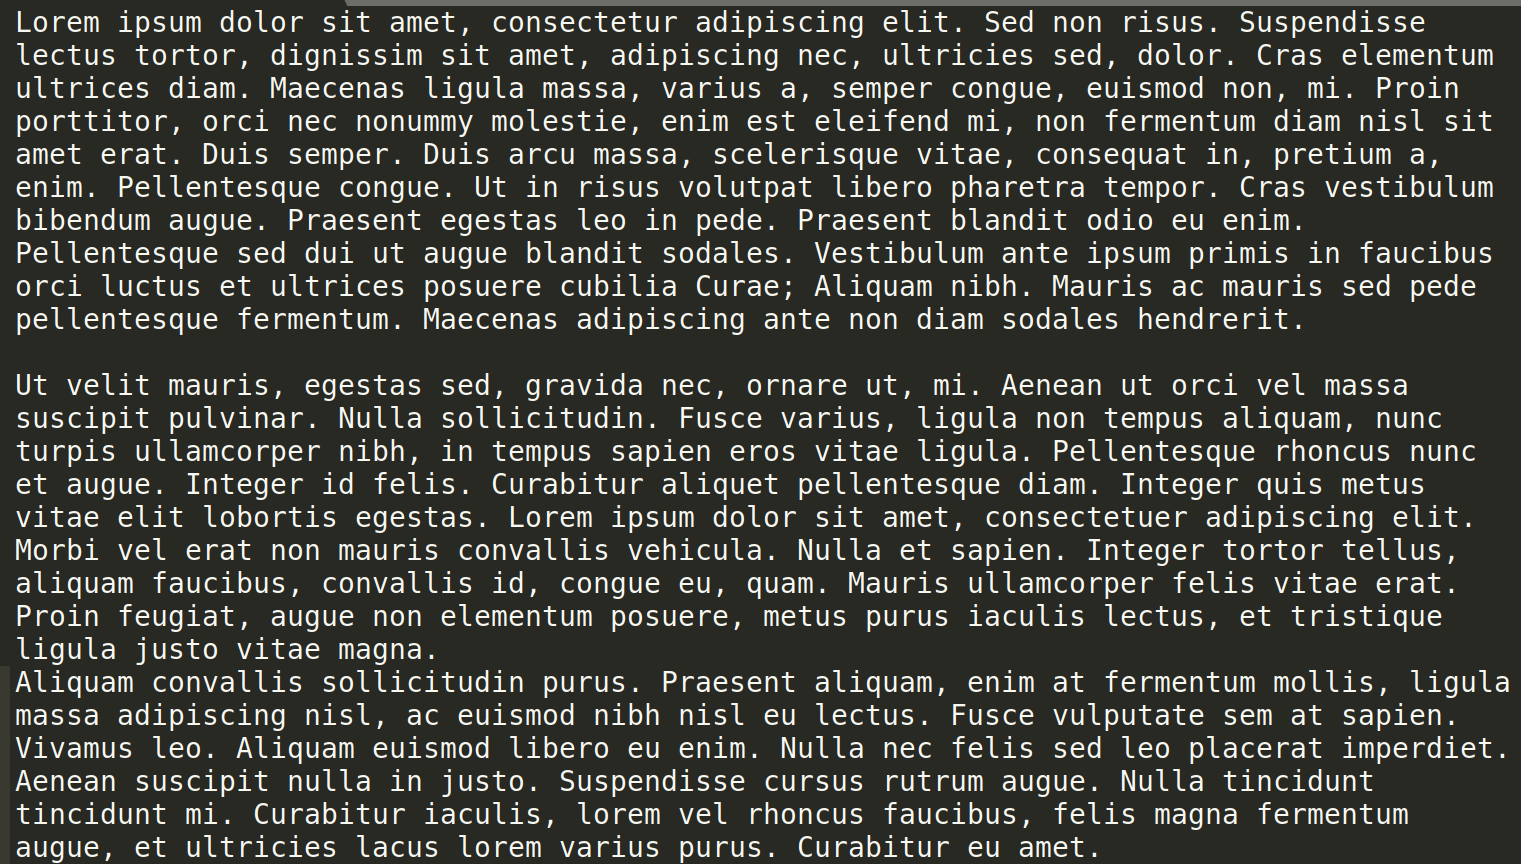 Lorem ipsum dolor sit amet, consectetur adipiscing elit. Sed non risus. Suspendisse
lectus tortor, dignissim sit amet, adipiscing nec, ultricies sed, dolor. Cras elementum
ultrices diam. Maecenas ligula massa, varius a, semper congue, euismod non, mi. Proin
porttitor, orci nec nonummy molestie, enim est eleifend mi, non fermentum diam nisl sit
amet erat. Duis semper. Duis arcu massa, scelerisque vitae, consequat in, pretium a,
enim. Pellentesque congue. Ut in risus volutpat libero pharetra tempor. Cras vestibulum
bibendum augue. Praesent egestas leo in pede. Praesent blandit odio eu enim.
Pellentesque sed dui ut augue blandit sodales. Vestibulum ante ipsum primis in faucibus
orci luctus et ultrices posuere cubilia Curae; Aliquam nibh. Mauris ac mauris sed pede
pellentesque fermentum. Maecenas adipiscing ante non diam sodales hendrerit.

Ut velit mauris, egestas sed, gravida nec, ornare ut, mi. Aenean ut orci vel massa
suscipit pulvinar. Nulla sollicitudin. Fusce varius, ligula non tempus aliquam, nunc
turpis ullamcorper nibh, in tempus sapien eros vitae ligula. Pellentesque rhoncus nunc
et augue. Integer id felis. Curabitur aliquet pellentesque diam. Integer quis metus
vitae elit lobortis egestas. Lorem ipsum dolor sit amet, consectetuer adipiscing elit.
Morbi vel erat non mauris convallis vehicula. Nulla et sapien. Integer tortor tellus,
aliquam faucibus, convallis id, congue eu, quam. Mauris ullamcorper felis vitae erat.
Proin feugiat, augue non elementum posuere, metus purus iaculis lectus, et tristique
ligula justo vitae magna.
Aliquam convallis sollicitudin purus. Praesent aliquam, enim at fermentum mollis, ligula
massa adipiscing nisl, ac euismod nibh nisl eu lectus. Fusce vulputate sem at sapien.
Vivamus leo. Aliquam euismod libero eu enim. Nulla nec felis sed leo placerat imperdiet.
Aenean suscipit nulla in justo. Suspendisse cursus rutrum augue. Nulla tincidunt
tincidunt mi. Curabitur iaculis, lorem vel rhoncus faucibus, felis magna fermentum
augue, et ultricies lacus lorem varius purus. Curabitur eu amet.